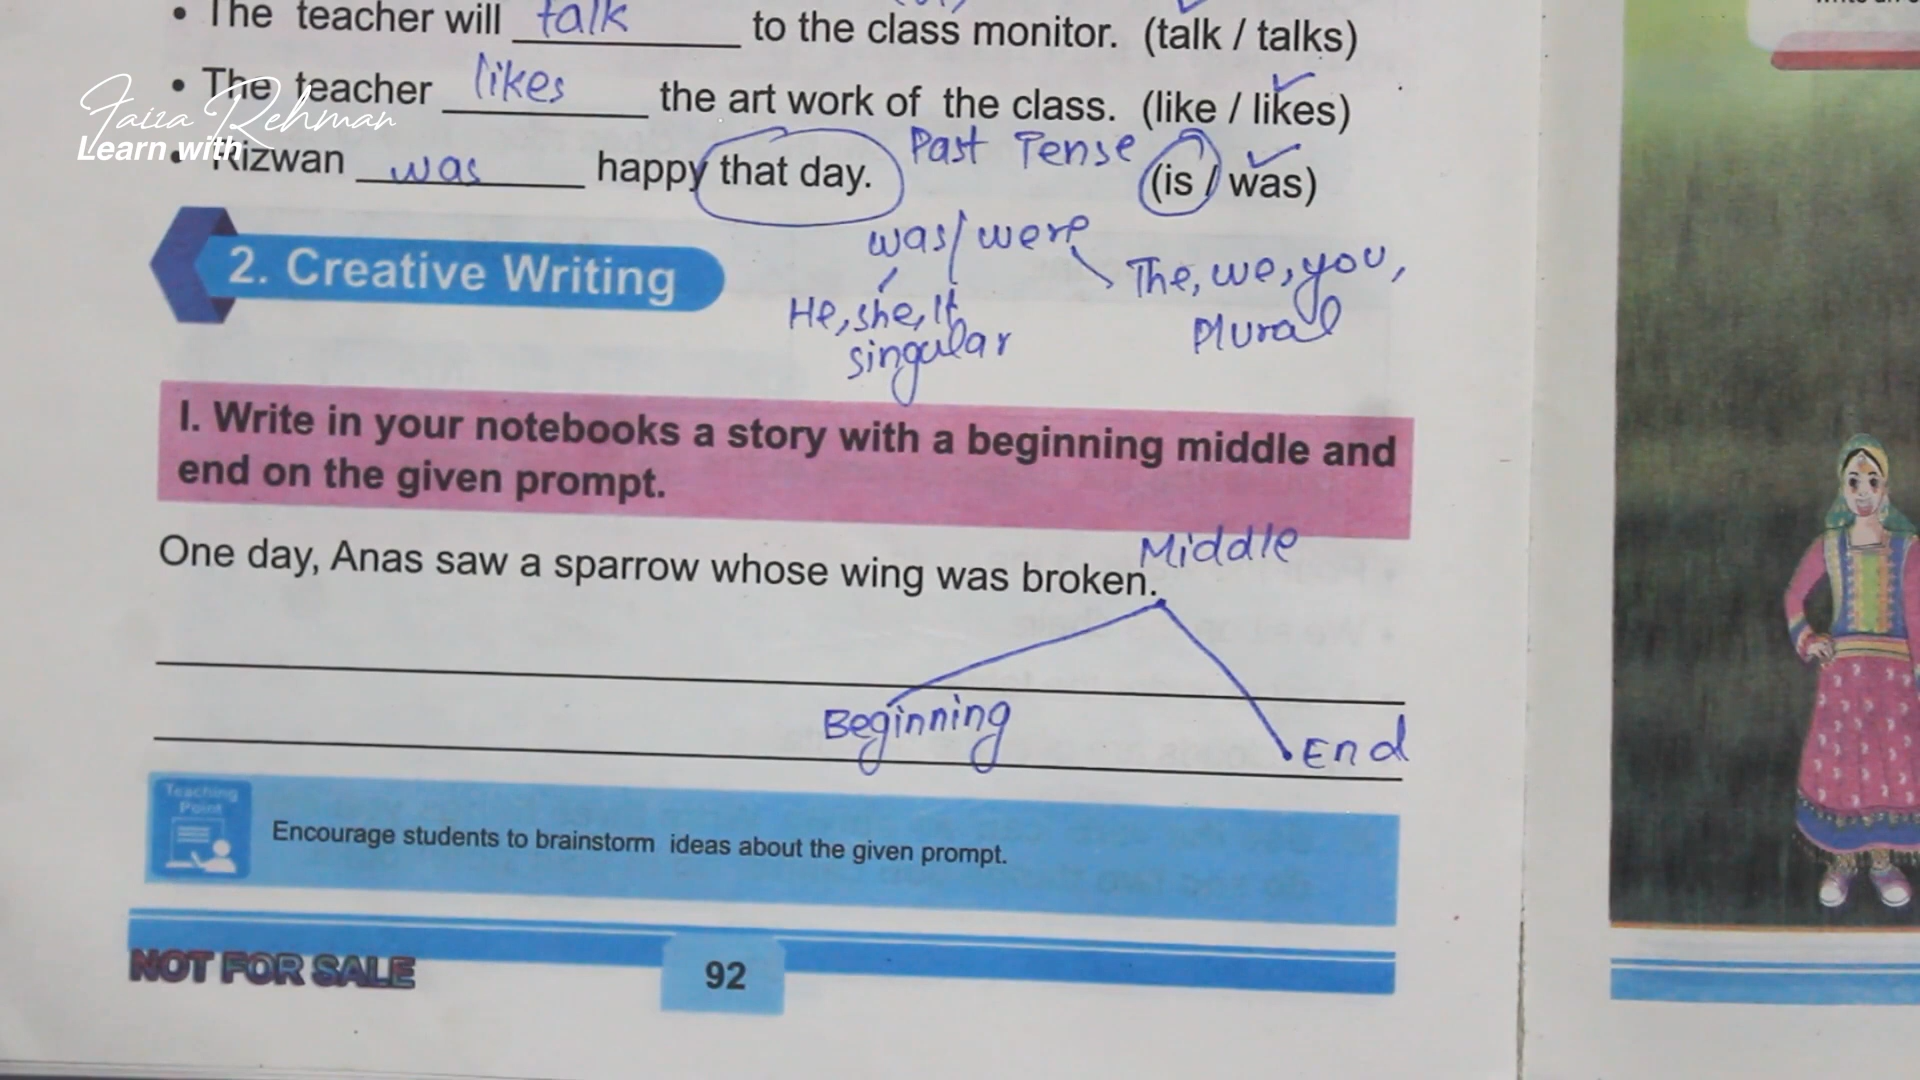 • The teacher will talk to the class monitor. (talk / talks)
• The teacher likes the art work of the class. (like / likes)
Faiza Rehman
Learn with
• Rizwan was happy that day. Past Tense (is / was)
was/were
The, we, you,
Plural
He, she, It
singular
2. Creative Writing
I. Write in your notebooks a story with a beginning middle and
end on the given prompt.
One day, Anas saw a sparrow whose wing was broken.
Middle
Beginning
End
Teaching
Point
Encourage students to brainstorm ideas about the given prompt.
NOT FOR SALE
92